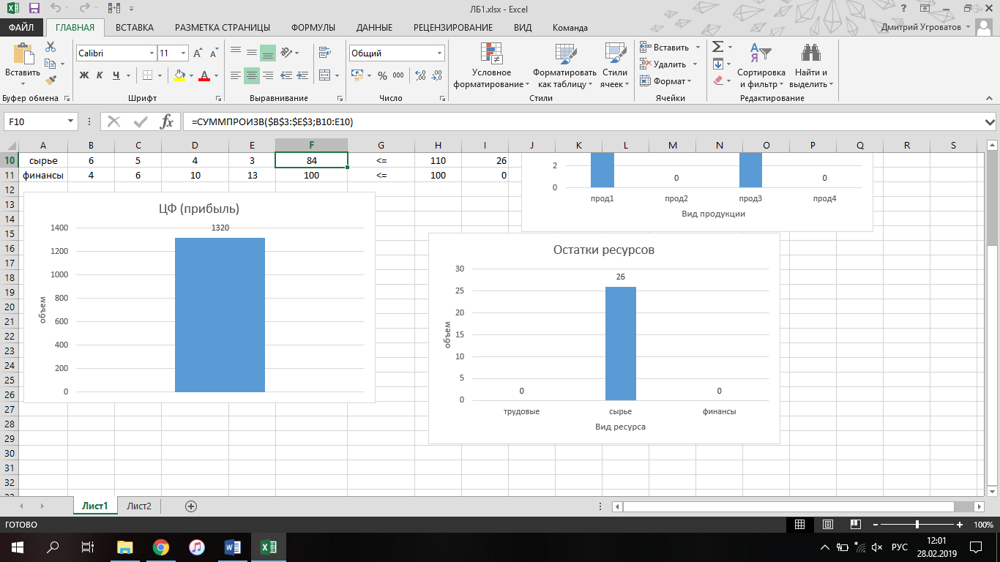 ЛБ1.xlsx - Excel
?
ФАЙЛ ГЛАВНАЯ ВСТАВКА РАЗМЕТКА СТРАНИЦЫ ФОРМУЛЫ ДАННЫЕ РЕЦЕНЗИРОВАНИЕ ВИД Команда Дмитрий Угроватов
Вставить
Calibri 11
Ж К Ч А
Общий
% 000
Условное форматирование
Форматировать как таблицу
Стили ячеек
Вставить
Удалить
Формат
Сортировка и фильтр
Найти и выделить
Буфер обмена Шрифт Выравнивание Число Стили Ячейки Редактирование
F10 =СУММПРОИЗВ($B$3:$E$3;B10:E10)
A B C D E F G H I J K L M N O P Q R S
10 сырье 6 5 4 3 84 <= 110 26
11 финансы 4 6 10 13 100 <= 100 0
12
13
14
15
16
17
18
19
20
21
22
23
24
25
26
27
28
29
30
31
32
2
0
0 0
прод1 прод2 прод3 прод4
Вид продукции
ЦФ (прибыль)
1320
1400
1200
1000
800
600
400
200
0
объем
Остатки ресурсов
30
25
20
15
10
5
0
объем
0 26 0
трудовые сырье финансы
Вид ресурса
Лист1 Лист2
ГОТОВО 100%
РУС
12:01
28.02.2019